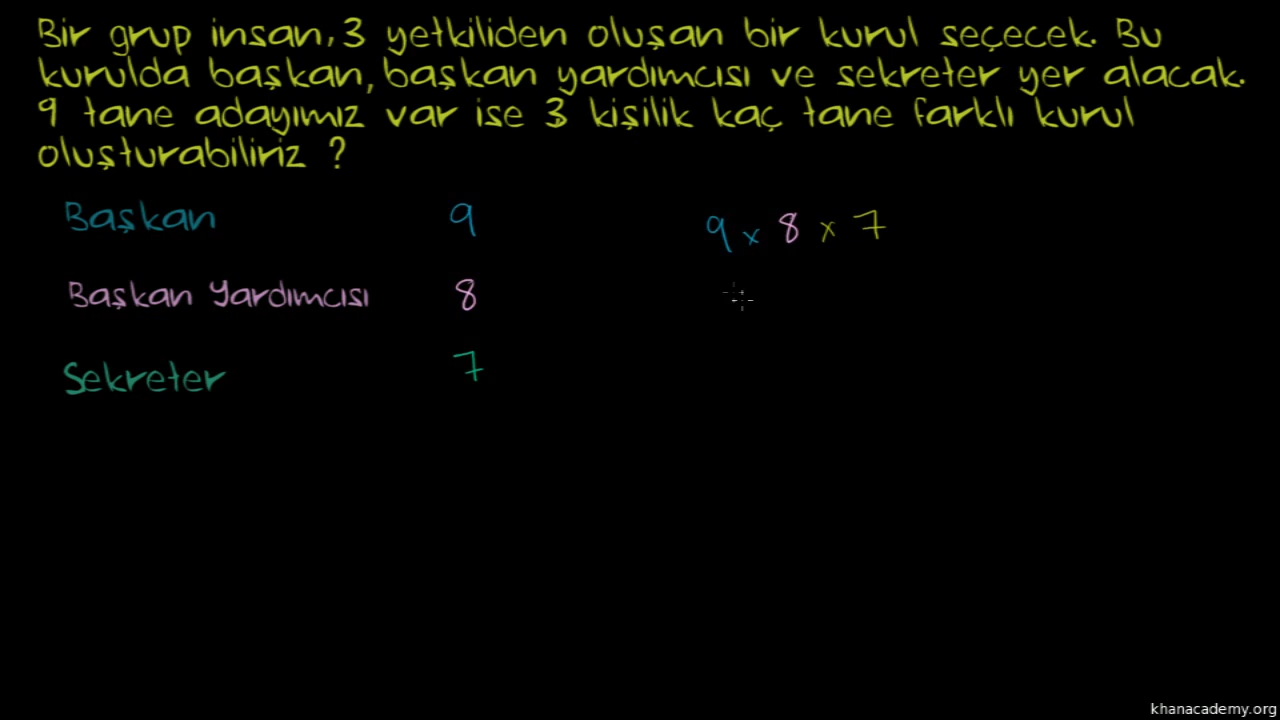 Bir grup insan, 3 yetkiliden oluşan bir kurul seçecek. Bu
kurulda başkan, başkan yardımcısı ve sekreter yer alacak.
9 tane adayımız var ise 3 kişilik kaç tane farklı kurul
oluşturabiliriz ?
Başkan 9 9 x 8 x 7
Başkan Yardımcısı 8
Sekreter 7
khanacademy.org